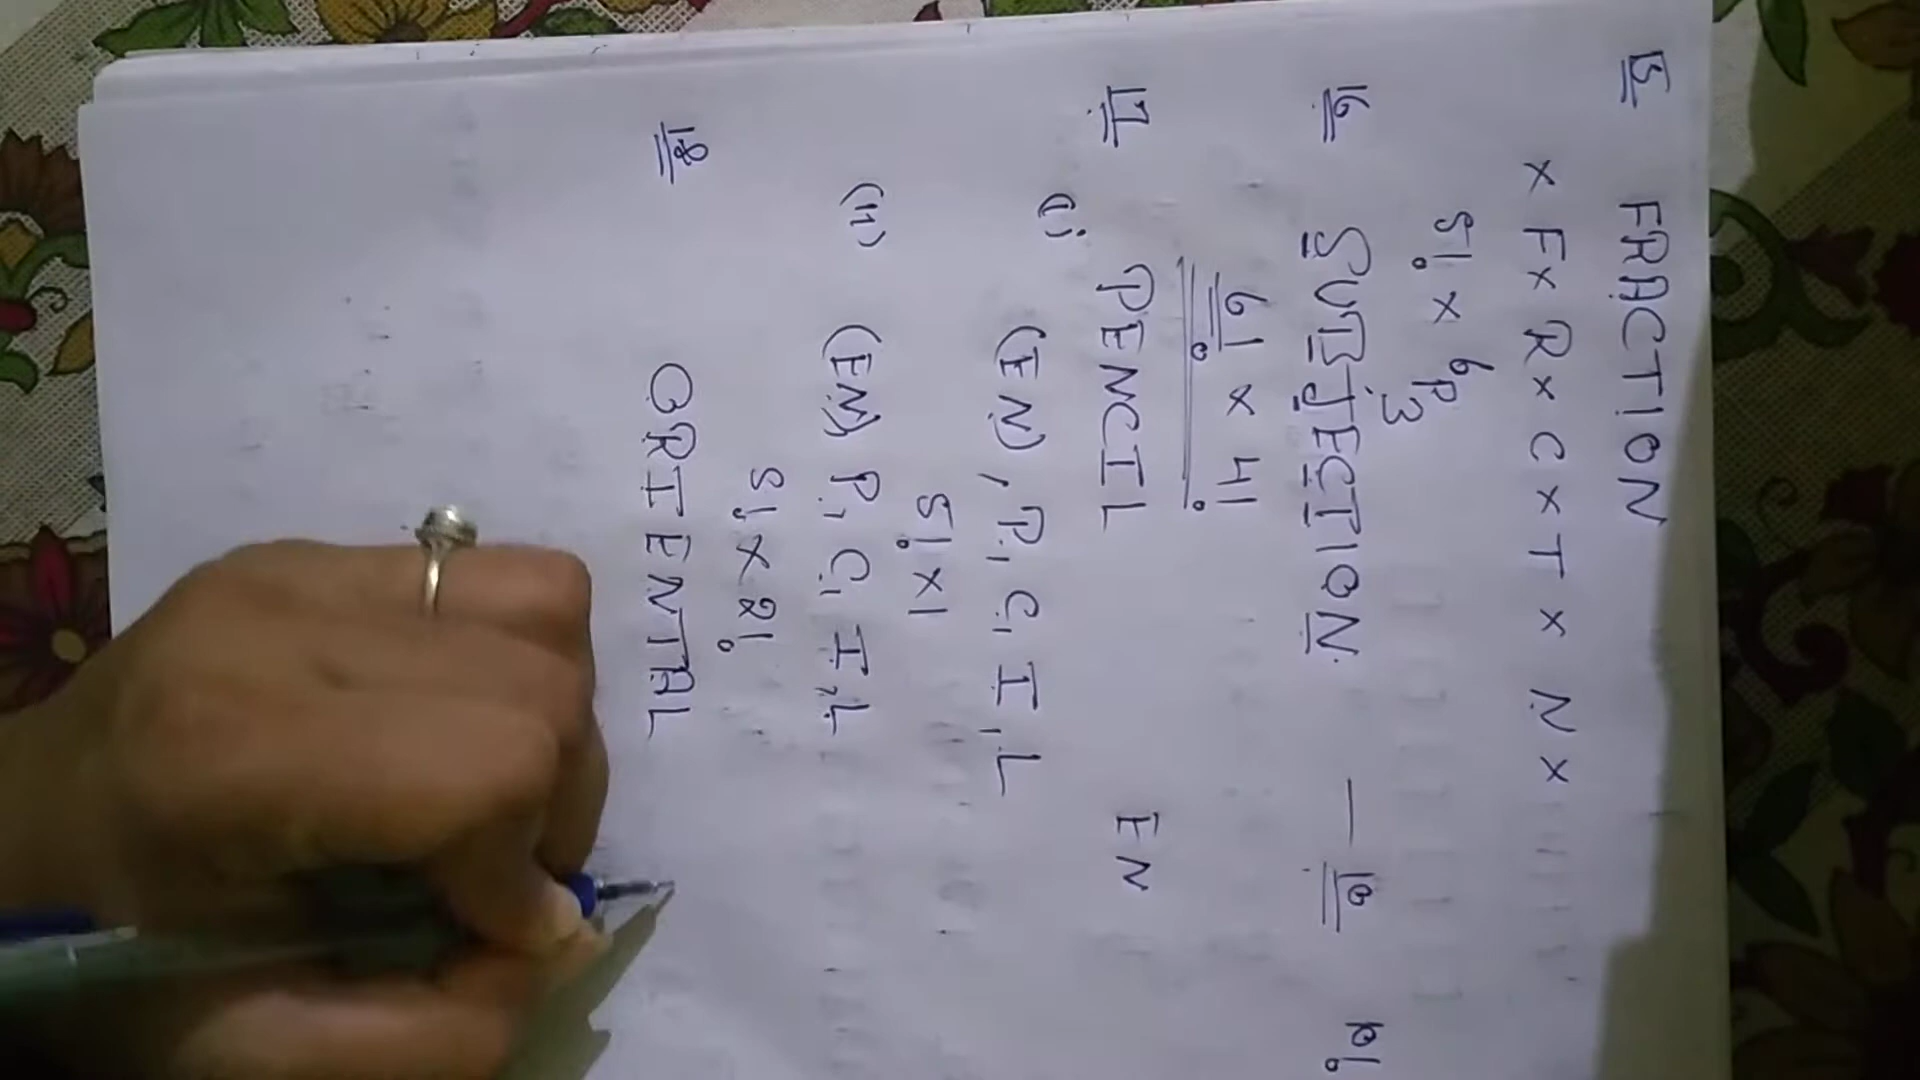 15 FRACTION
x F x R x C x T x N x
5! x 6P3
16 SUBJECTION — 10 10!
6! x 4!
17 PENCIL EN
(i) (EN), P, C, I, L
5! x 1
(ii) (EN), P, C, I, L
5! x 2!
18 ORIENTAL